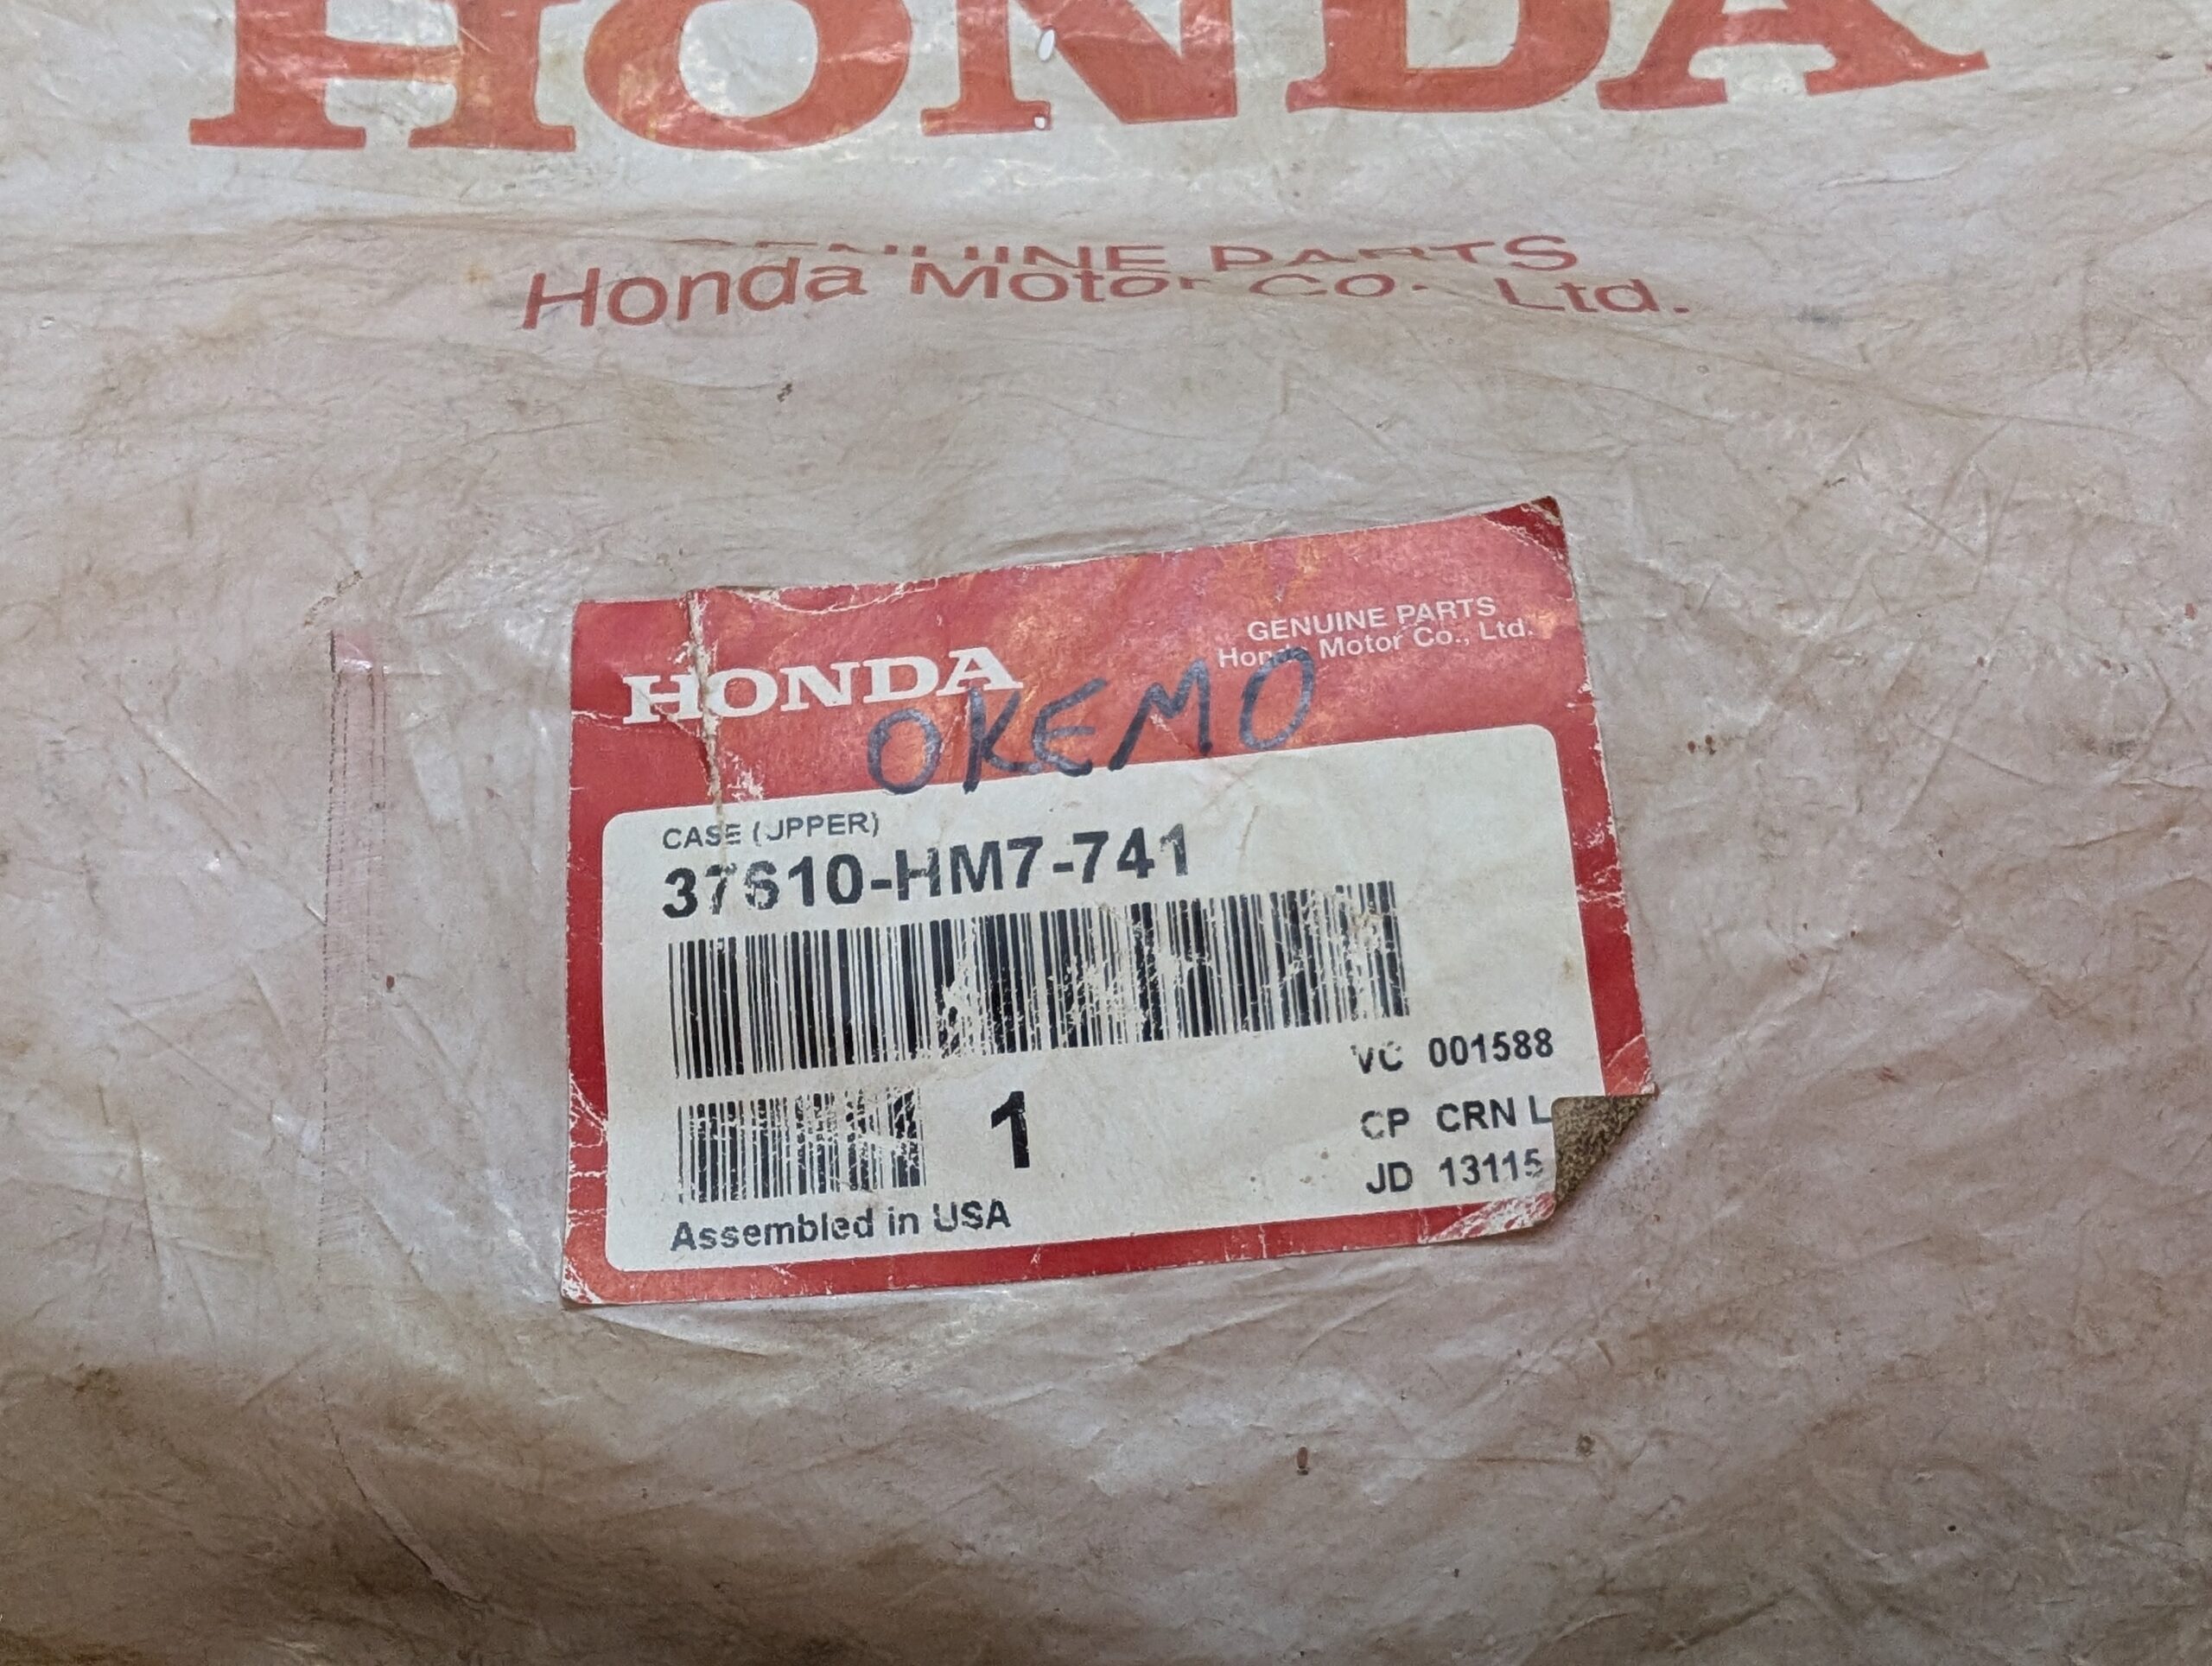 HONDA
GENUINE PARTS
Honda Motor Co., Ltd.
HONDA
GENUINE PARTS
Honda Motor Co., Ltd.
OKEMO
CASE (UPPER)
37610-HM7-741
VC 001588
1
CP CRN L
JD 13115
Assembled in USA